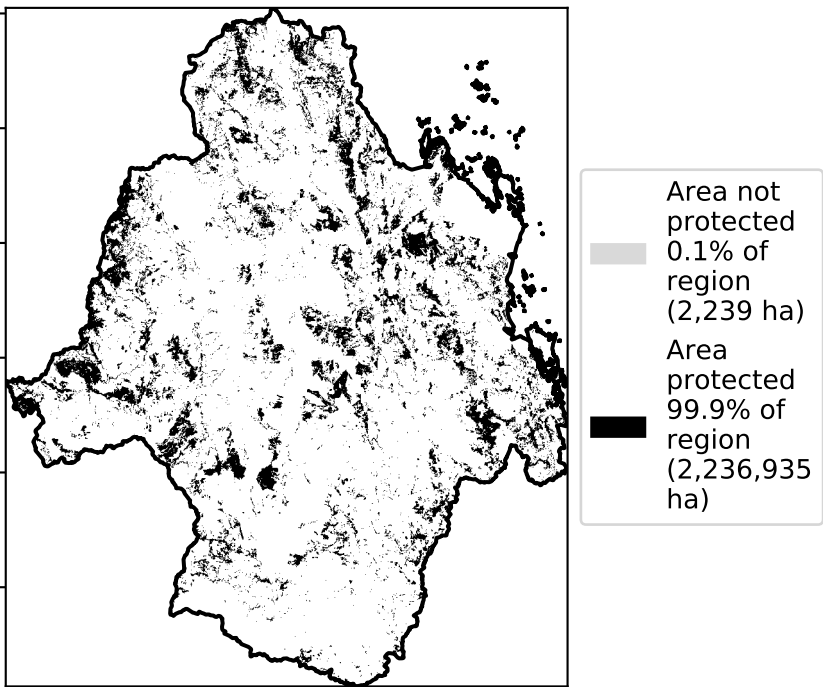 Area not
protected
0.1% of
region
(2,239 ha)
Area
protected
99.9% of
region
(2,236,935
ha)